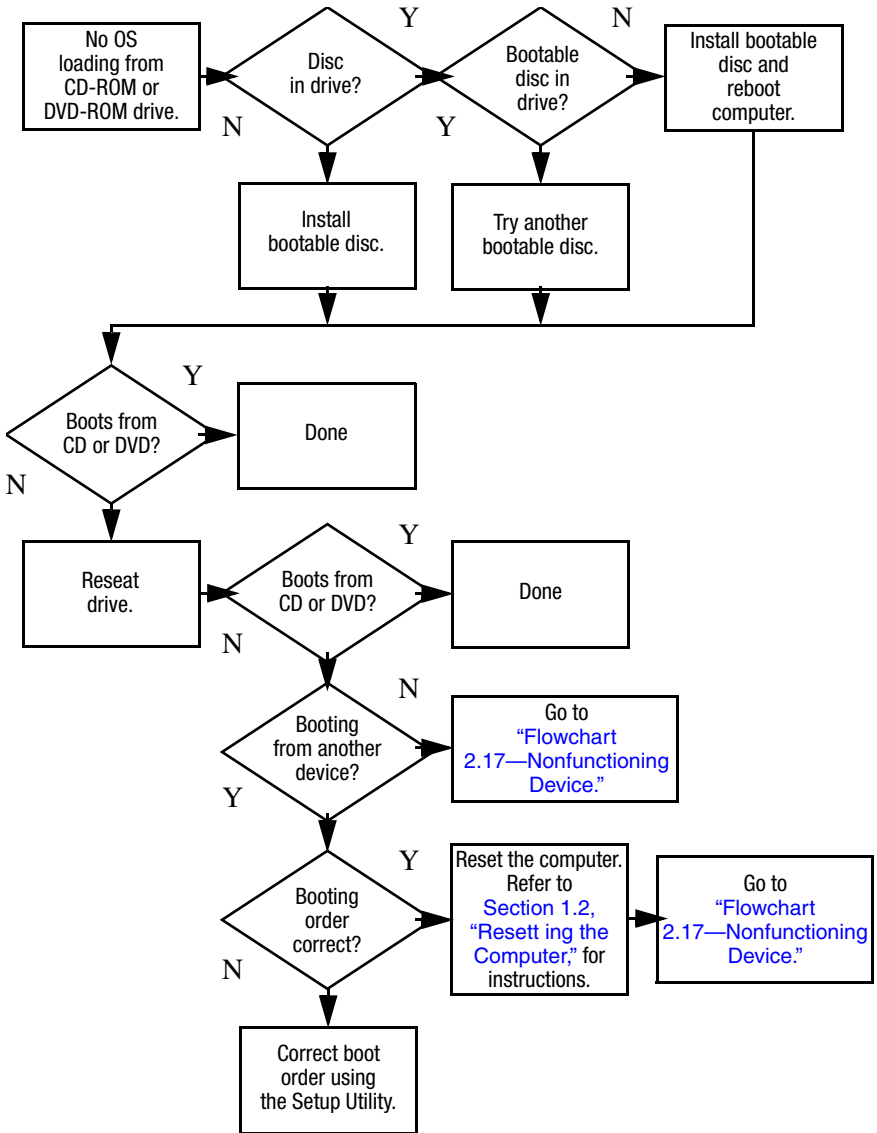 No OS
loading from
CD-ROM or
DVD-ROM drive.
Disc
in drive?
Y
N
Bootable
disc in
drive?
N
Y
Install bootable
disc and
reboot
computer.
Install
bootable disc.
Try another
bootable disc.
Boots from
CD or DVD?
Y
N
Done
Reseat
drive.
Boots from
CD or DVD?
Y
N
Done
Booting
from another
device?
N
Y
Go to
“Flowchart
2.17—Nonfunctioning
Device.”
Booting
order
correct?
Y
N
Reset the computer.
Refer to
Section 1.2,
“Resett ing the
Computer,” for
instructions.
Go to
“Flowchart
2.17—Nonfunctioning
Device.”
Correct boot
order using
the Setup Utility.